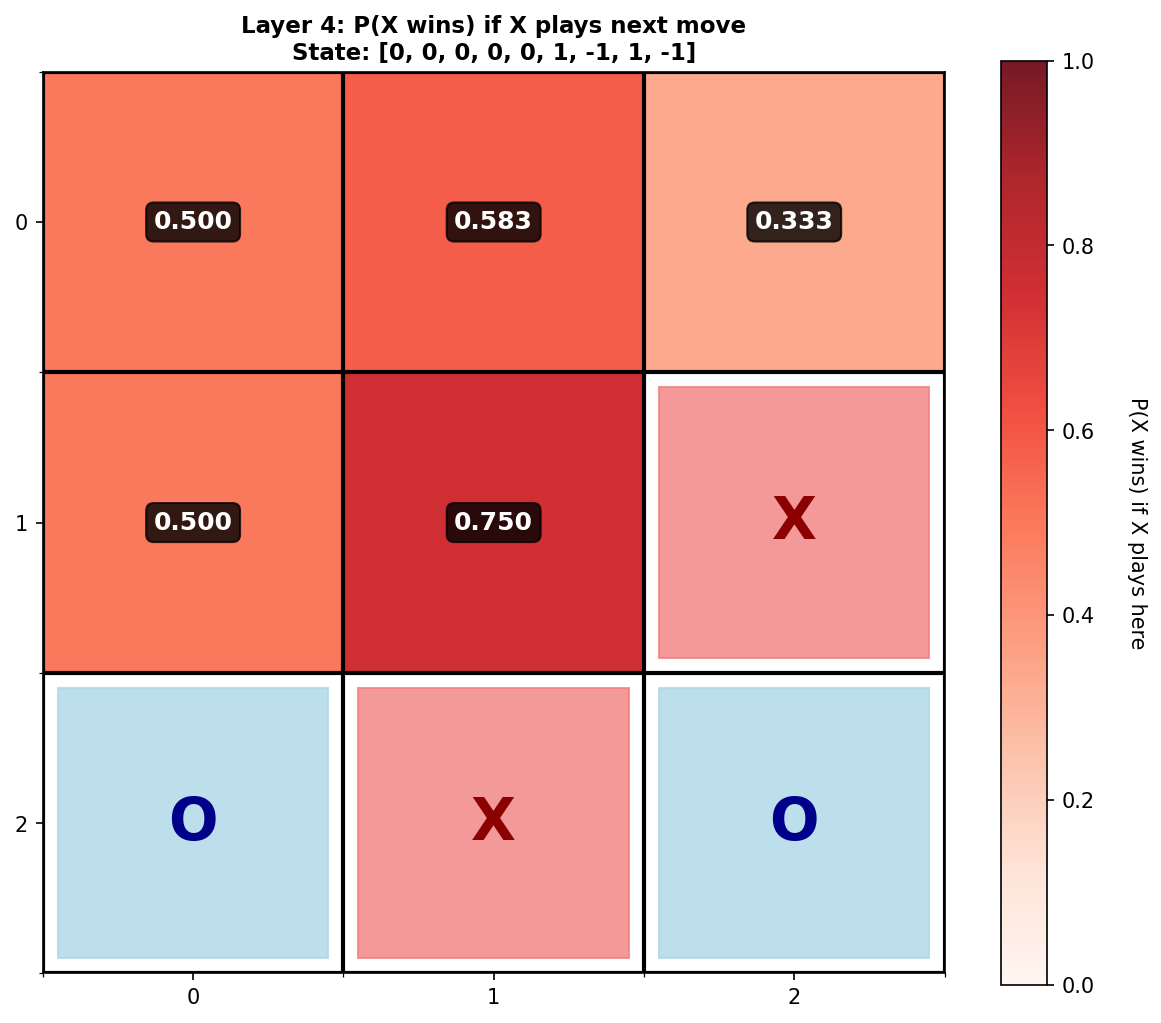 Layer 4: P(X wins) if X plays next move
State: [0, 0, 0, 0, 0, 1, -1, 1, -1]
0
0.500
0.583
0.333
1
0.500
0.750
X
2
O
X
O
0
1
2
1.0
0.8
0.6
0.4
0.2
0.0
P(X wins) if X plays here